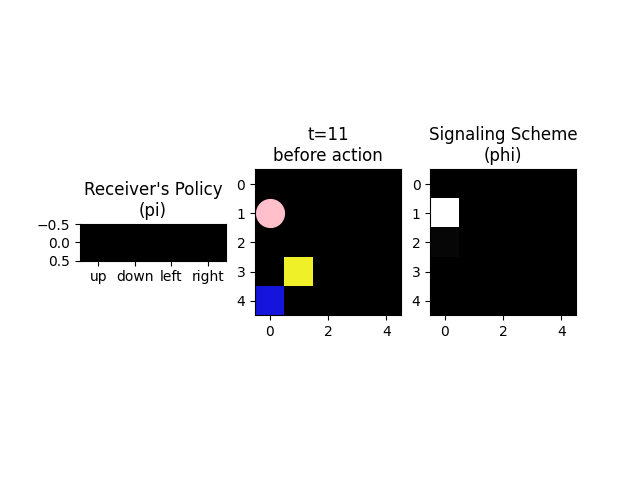 Receiver's Policy
(pi)
−0.5
0.0
0.5
up down left right
t=11
before action
0
1
2
3
4
0 2 4
Signaling Scheme
(phi)
0
1
2
3
4
0 2 4